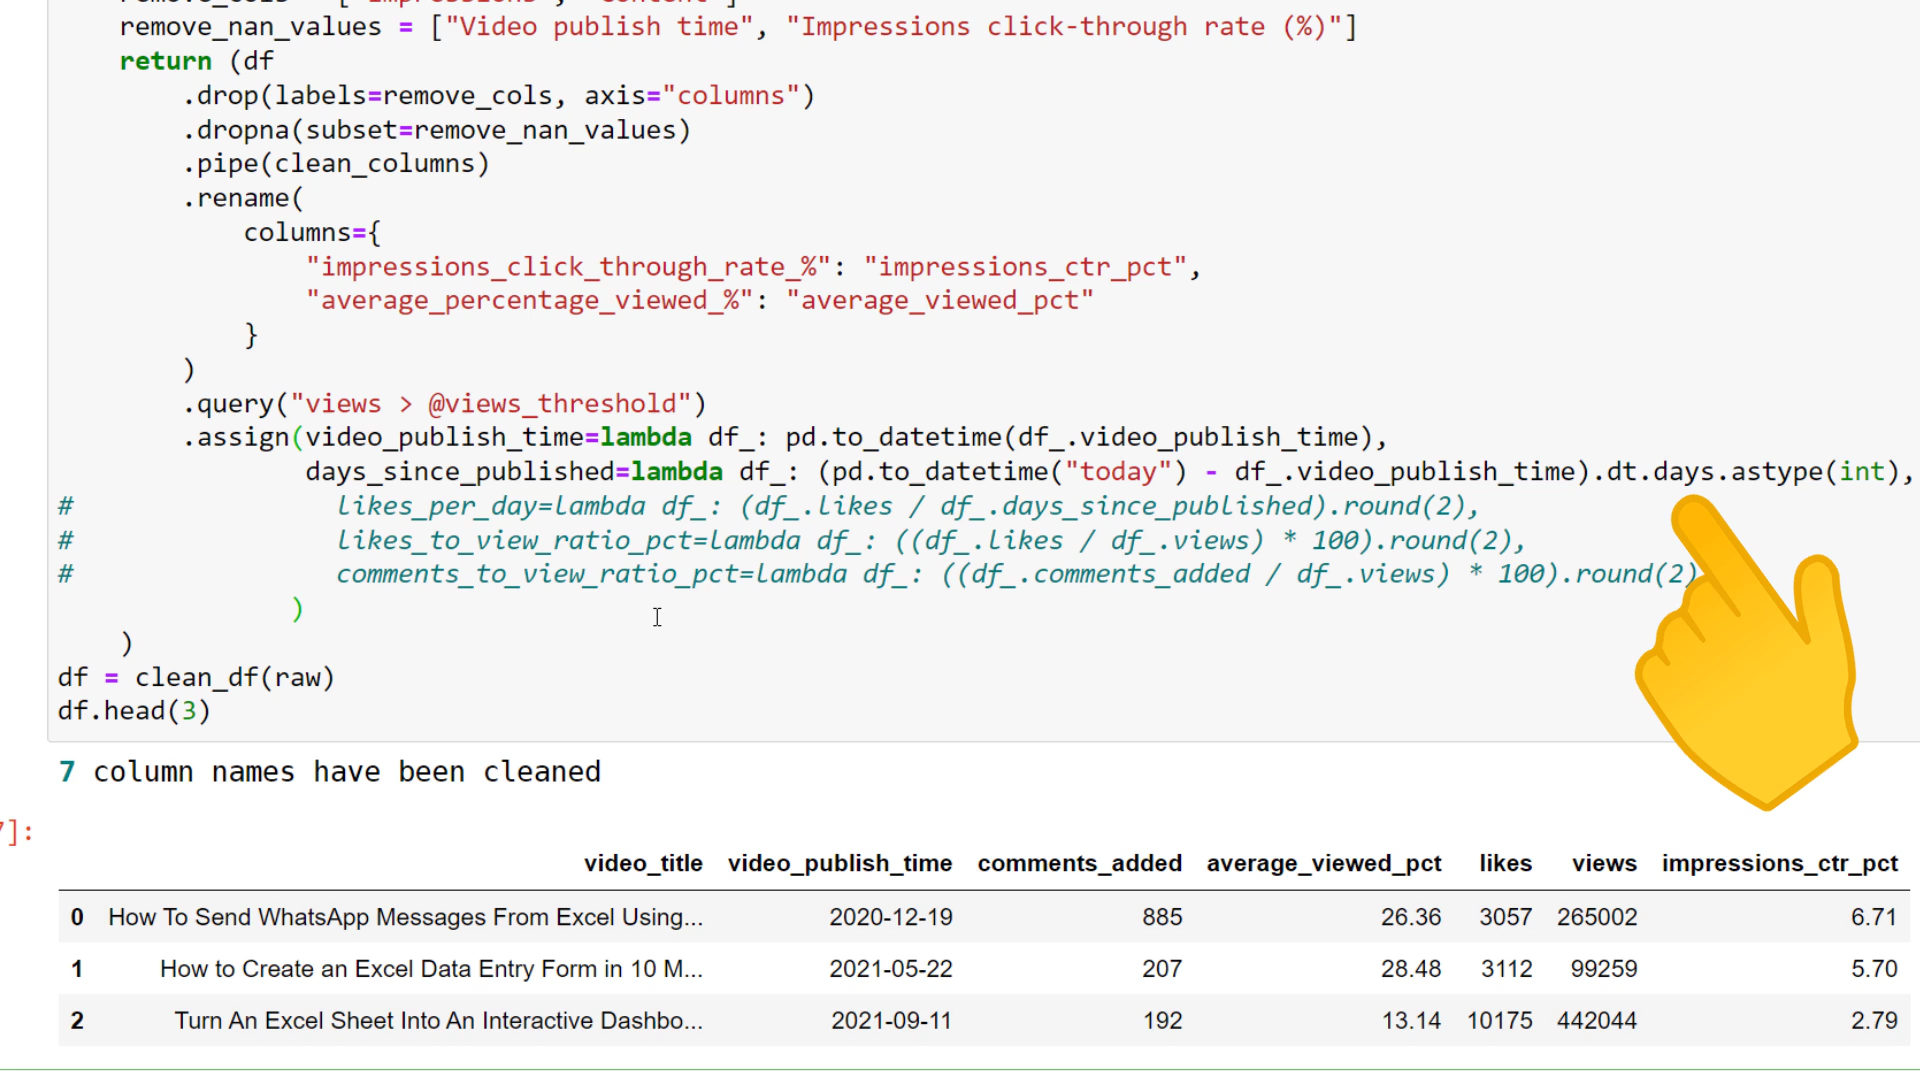 remove_cols = ["Impressions", "Content"]
remove_nan_values = ["Video publish time", "Impressions click-through rate (%)"]
return (df
.drop(labels=remove_cols, axis="columns")
.dropna(subset=remove_nan_values)
.pipe(clean_columns)
.rename(
columns={
"impressions_click_through_rate_%": "impressions_ctr_pct",
"average_percentage_viewed_%": "average_viewed_pct"
}
)
.query("views > @views_threshold")
.assign(video_publish_time=lambda df_: pd.to_datetime(df_.video_publish_time),
days_since_published=lambda df_: (pd.to_datetime("today") - df_.video_publish_time).dt.days.astype(int),
# likes_per_day=lambda df_: (df_.likes / df_.days_since_published).round(2),
# likes_to_view_ratio_pct=lambda df_: ((df_.likes / df_.views) * 100).round(2),
# comments_to_view_ratio_pct=lambda df_: ((df_.comments_added / df_.views) * 100).round(2)
)
)
df = clean_df(raw)
df.head(3)
7 column names have been cleaned
7]:
video_title video_publish_time comments_added average_viewed_pct likes views impressions_ctr_pct
0 How To Send WhatsApp Messages From Excel Using... 2020-12-19 885 26.36 3057 265002 6.71
1 How to Create an Excel Data Entry Form in 10 M... 2021-05-22 207 28.48 3112 99259 5.70
2 Turn An Excel Sheet Into An Interactive Dashbo... 2021-09-11 192 13.14 10175 442044 2.79